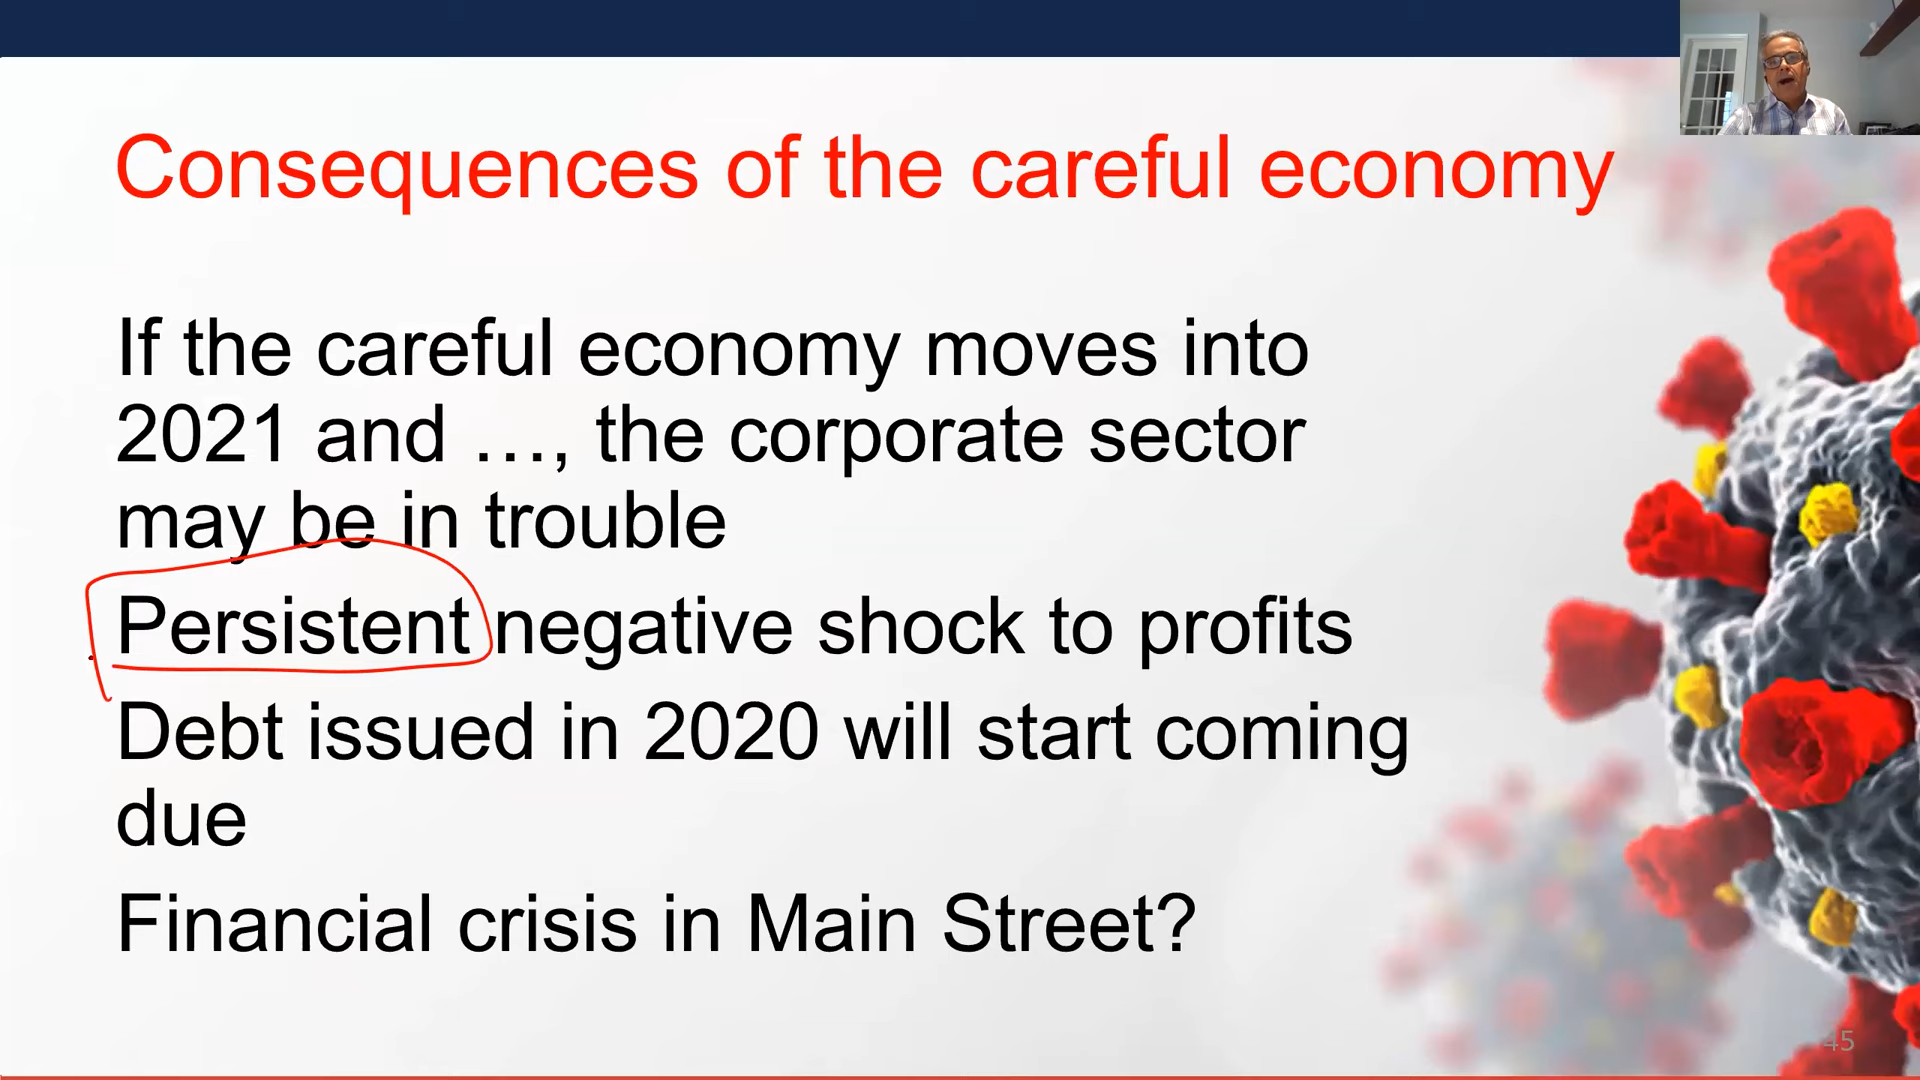 Consequences of the careful economy
If the careful economy moves into
2021 and …, the corporate sector
may be in trouble
Persistent negative shock to profits
Debt issued in 2020 will start coming
due
Financial crisis in Main Street?
45